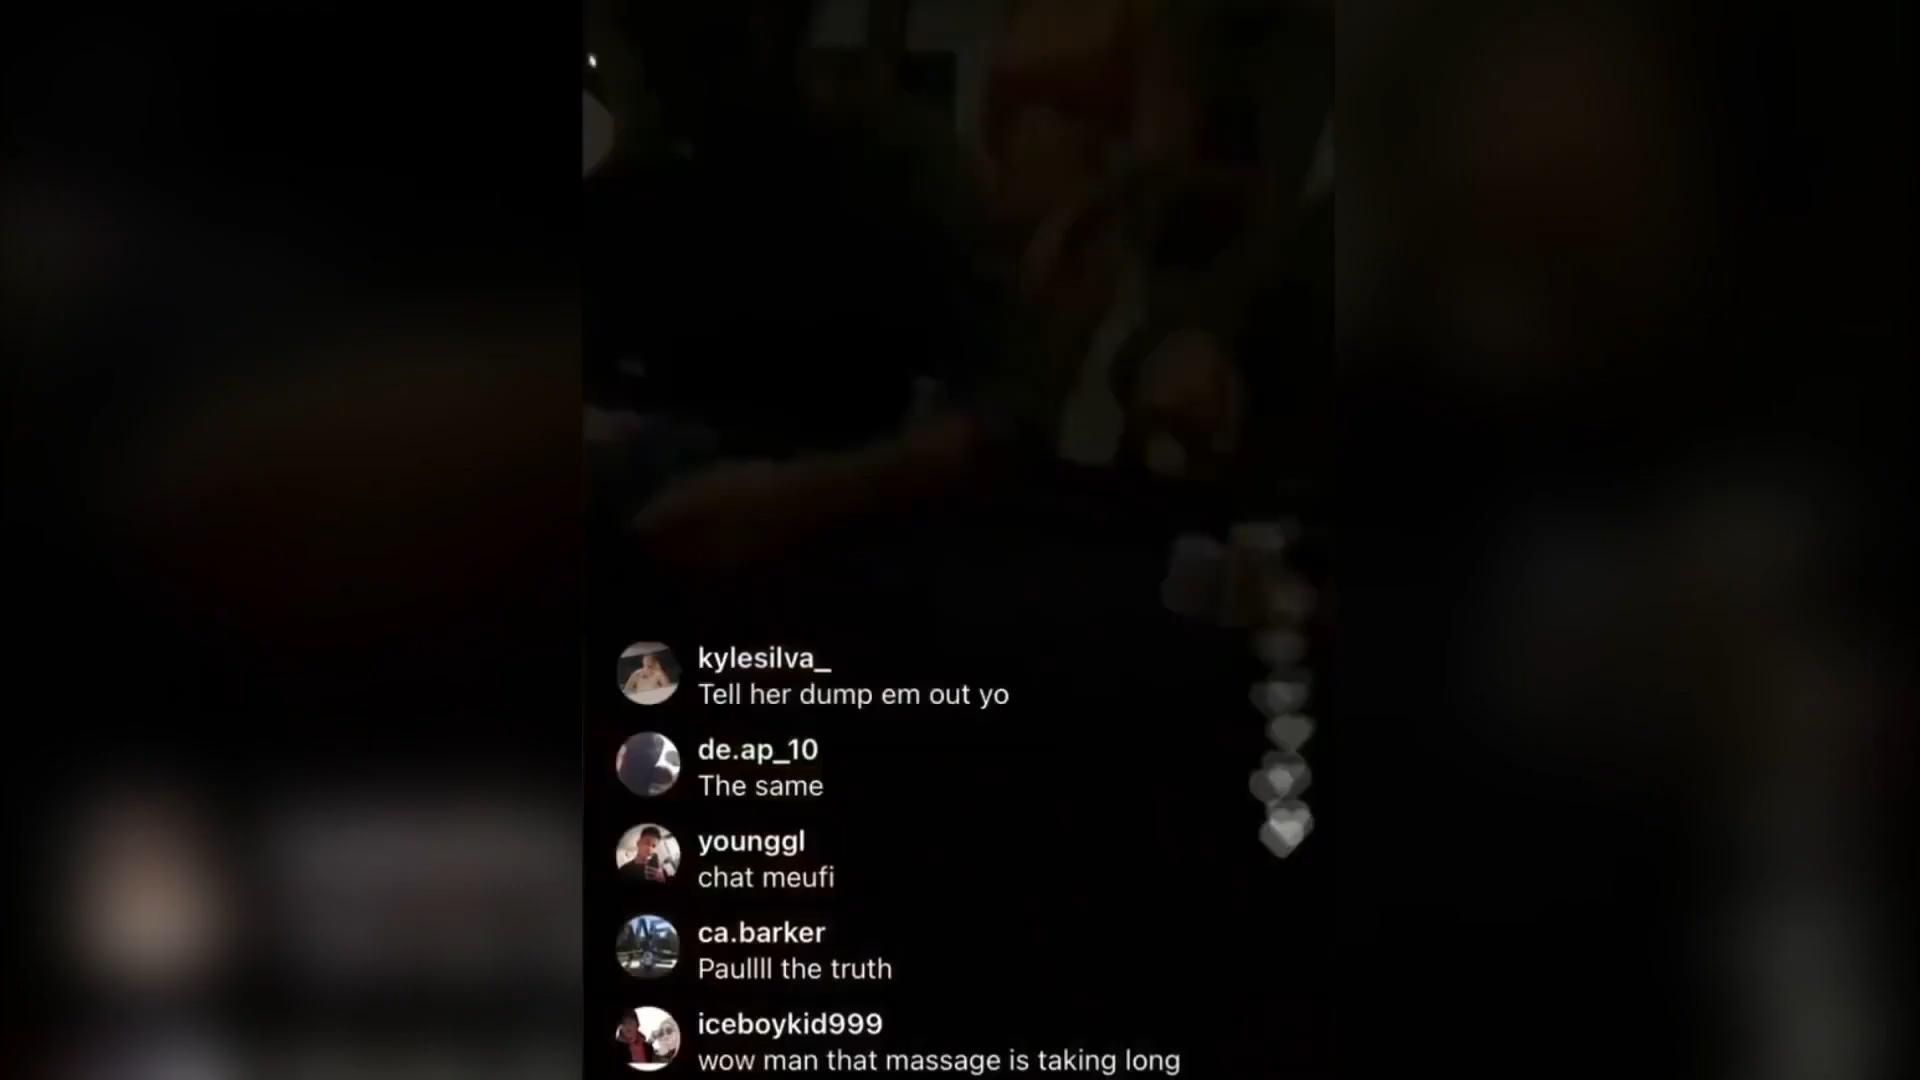 kylesilva_
Tell her dump em out yo
de.ap_10
The same
younggl
chat meufi
ca.barker
Paullll the truth
iceboykid999
wow man that massage is taking long